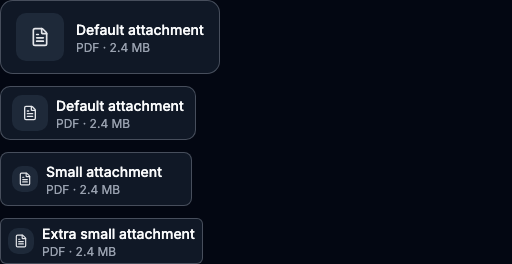 Default attachment
PDF · 2.4 MB
Default attachment
PDF · 2.4 MB
Small attachment
PDF · 2.4 MB
Extra small attachment
PDF · 2.4 MB